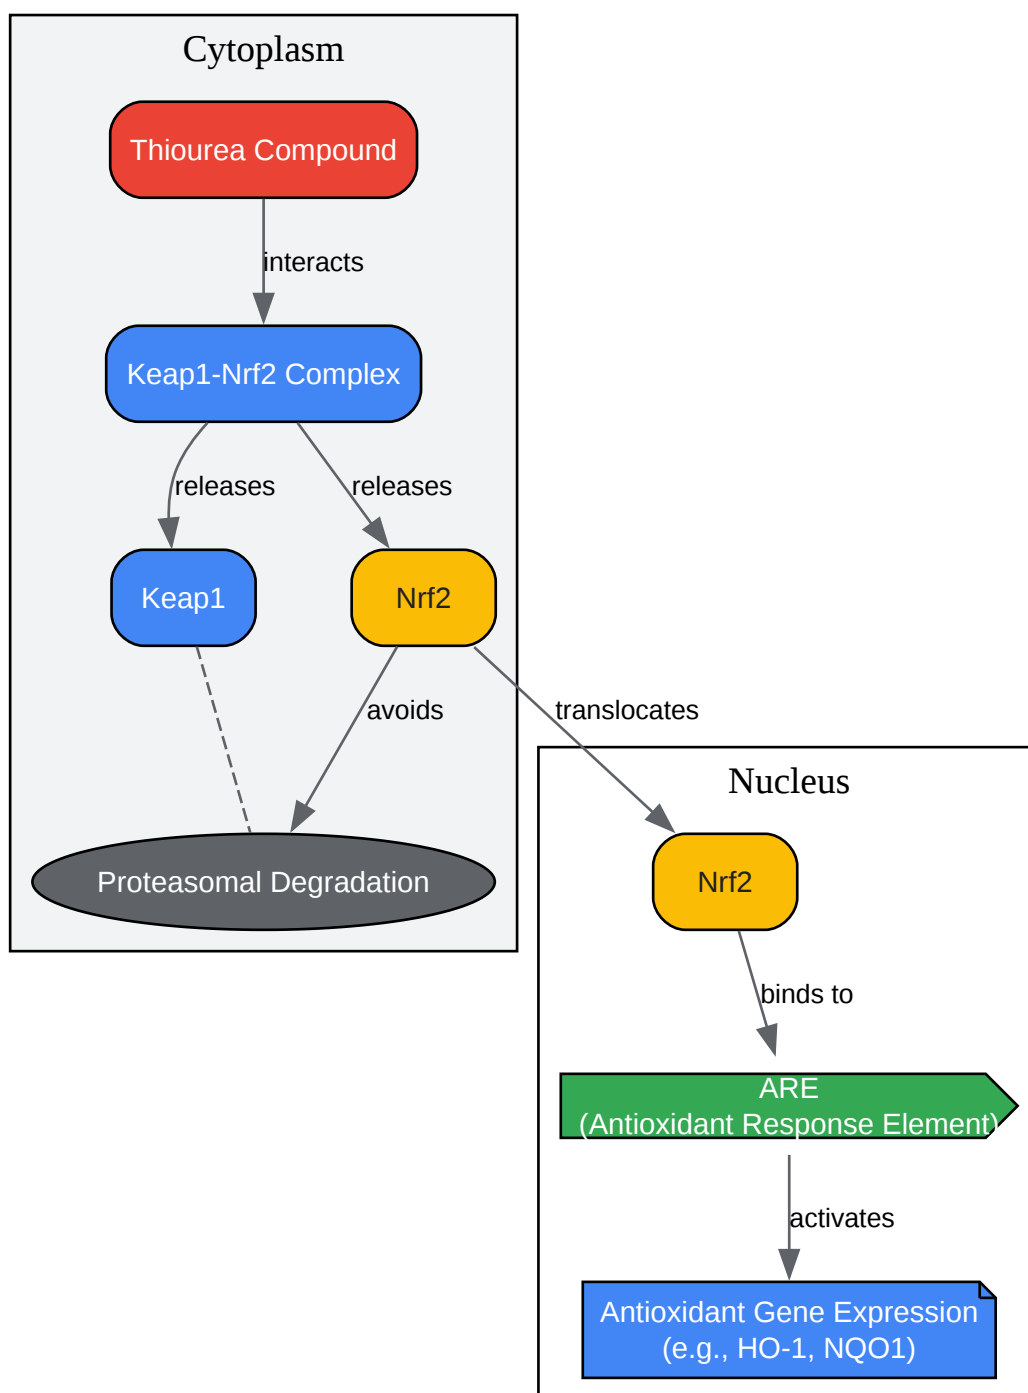 Cytoplasm
Thiourea Compound
interacts
Keap1-Nrf2 Complex
releases
releases
Keap1
Nrf2
avoids
translocates
Proteasomal Degradation
Nucleus
Nrf2
binds to
ARE
(Antioxidant Response Element)
activates
Antioxidant Gene Expression
(e.g., HO-1, NQO1)